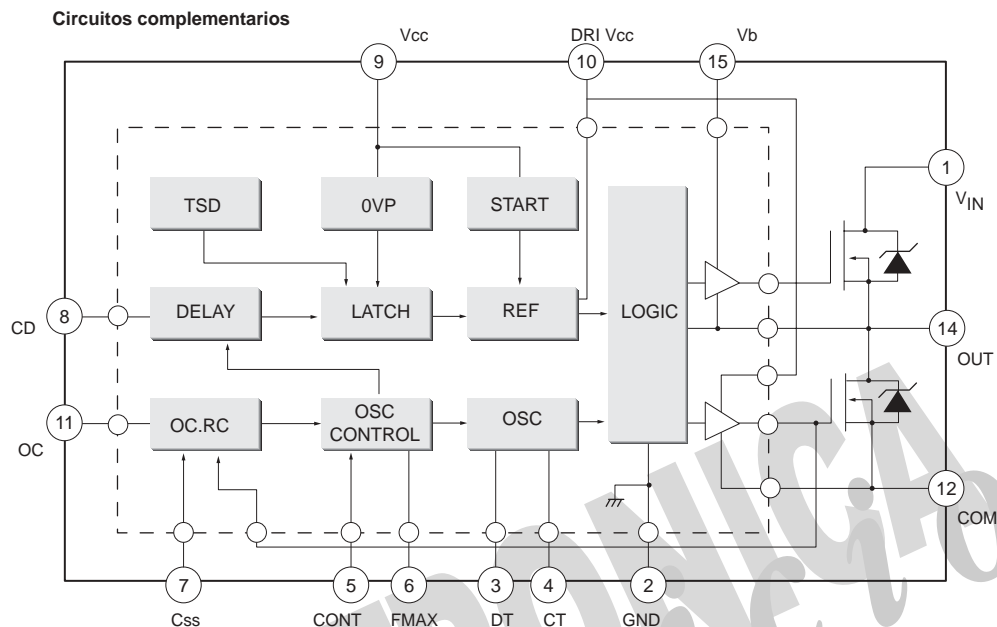 Circuitos complementarios
Vcc
DRI Vcc
Vb
9
10
15
1
VIN
TSD
0VP
START
8
CD
DELAY
LATCH
REF
LOGIC
14
OUT
11
OC
OC.RC
OSC
CONTROL
OSC
12
COM
7
5
6
3
4
2
Css
CONT
FMAX
DT
CT
GND